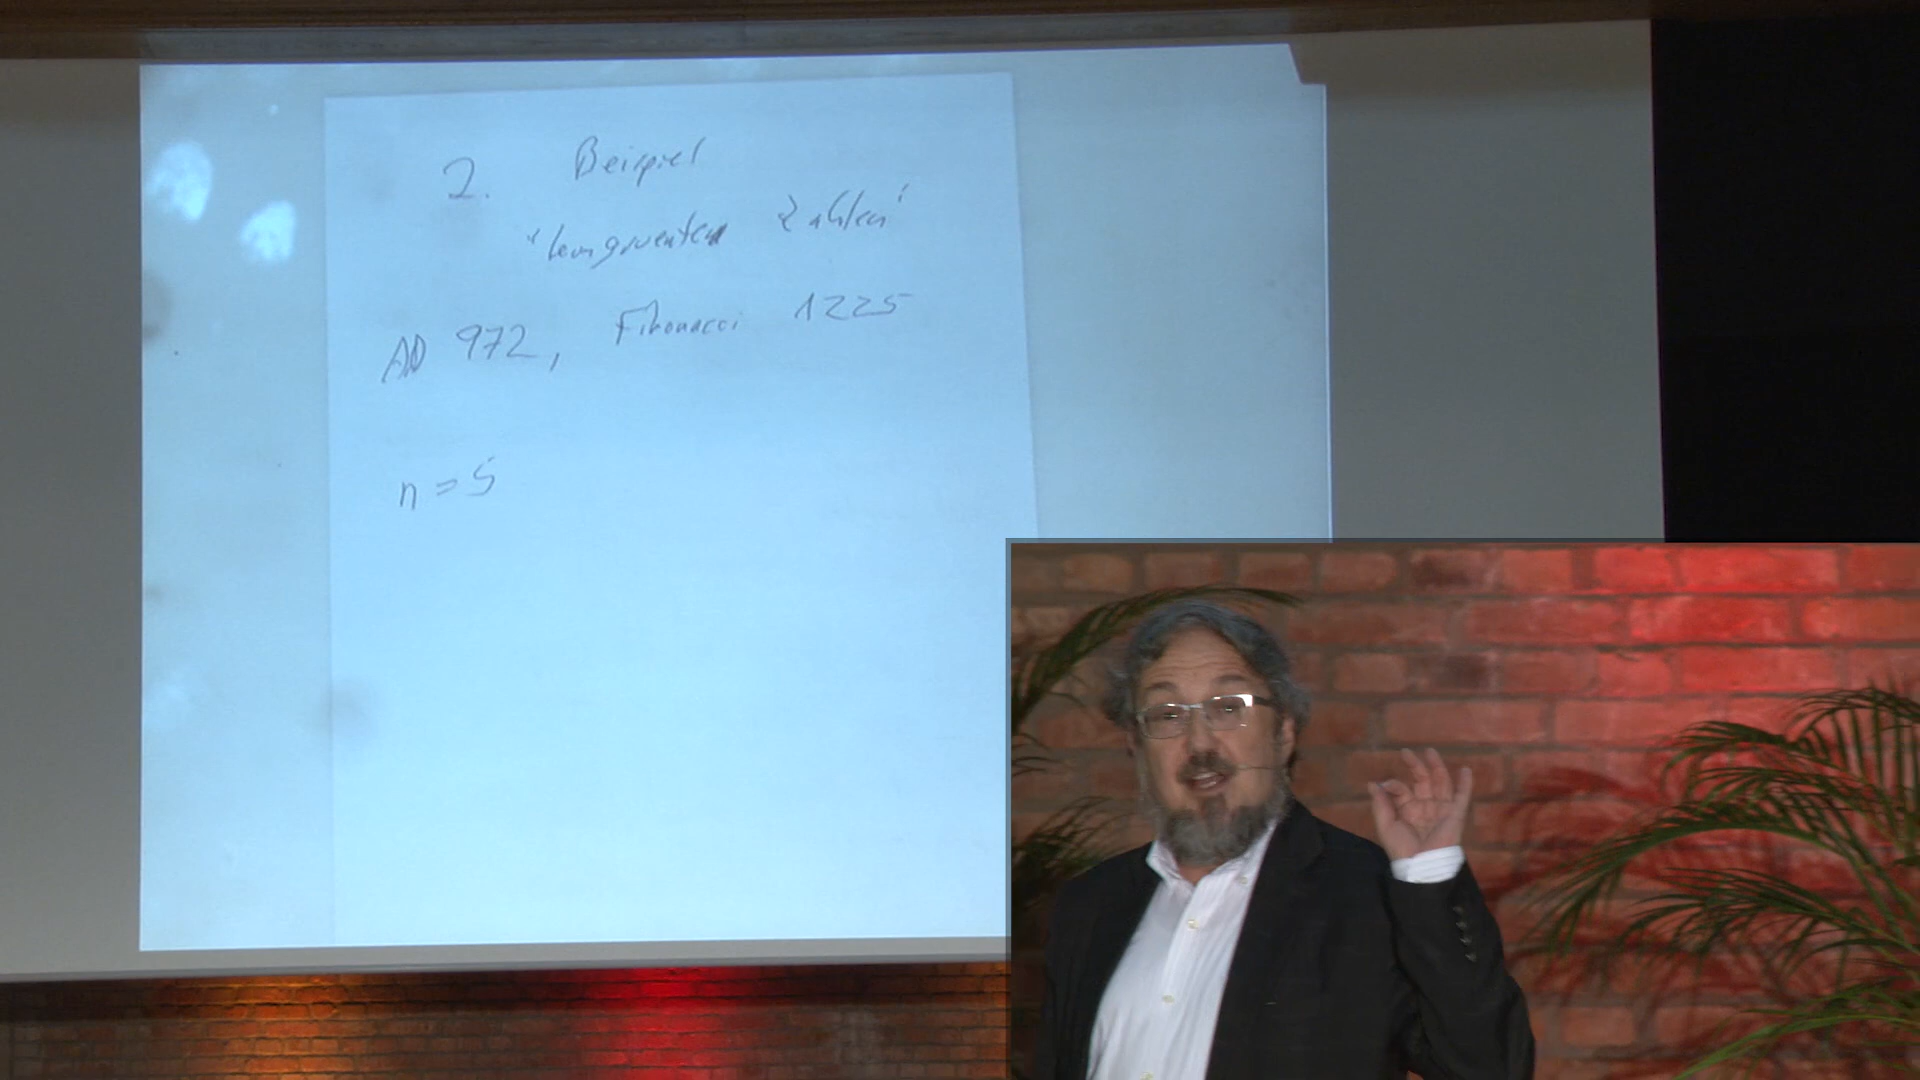 2. Beispiel
"kongruenten Zahlen"
AD 972, Fibonacci 1225
n = 5